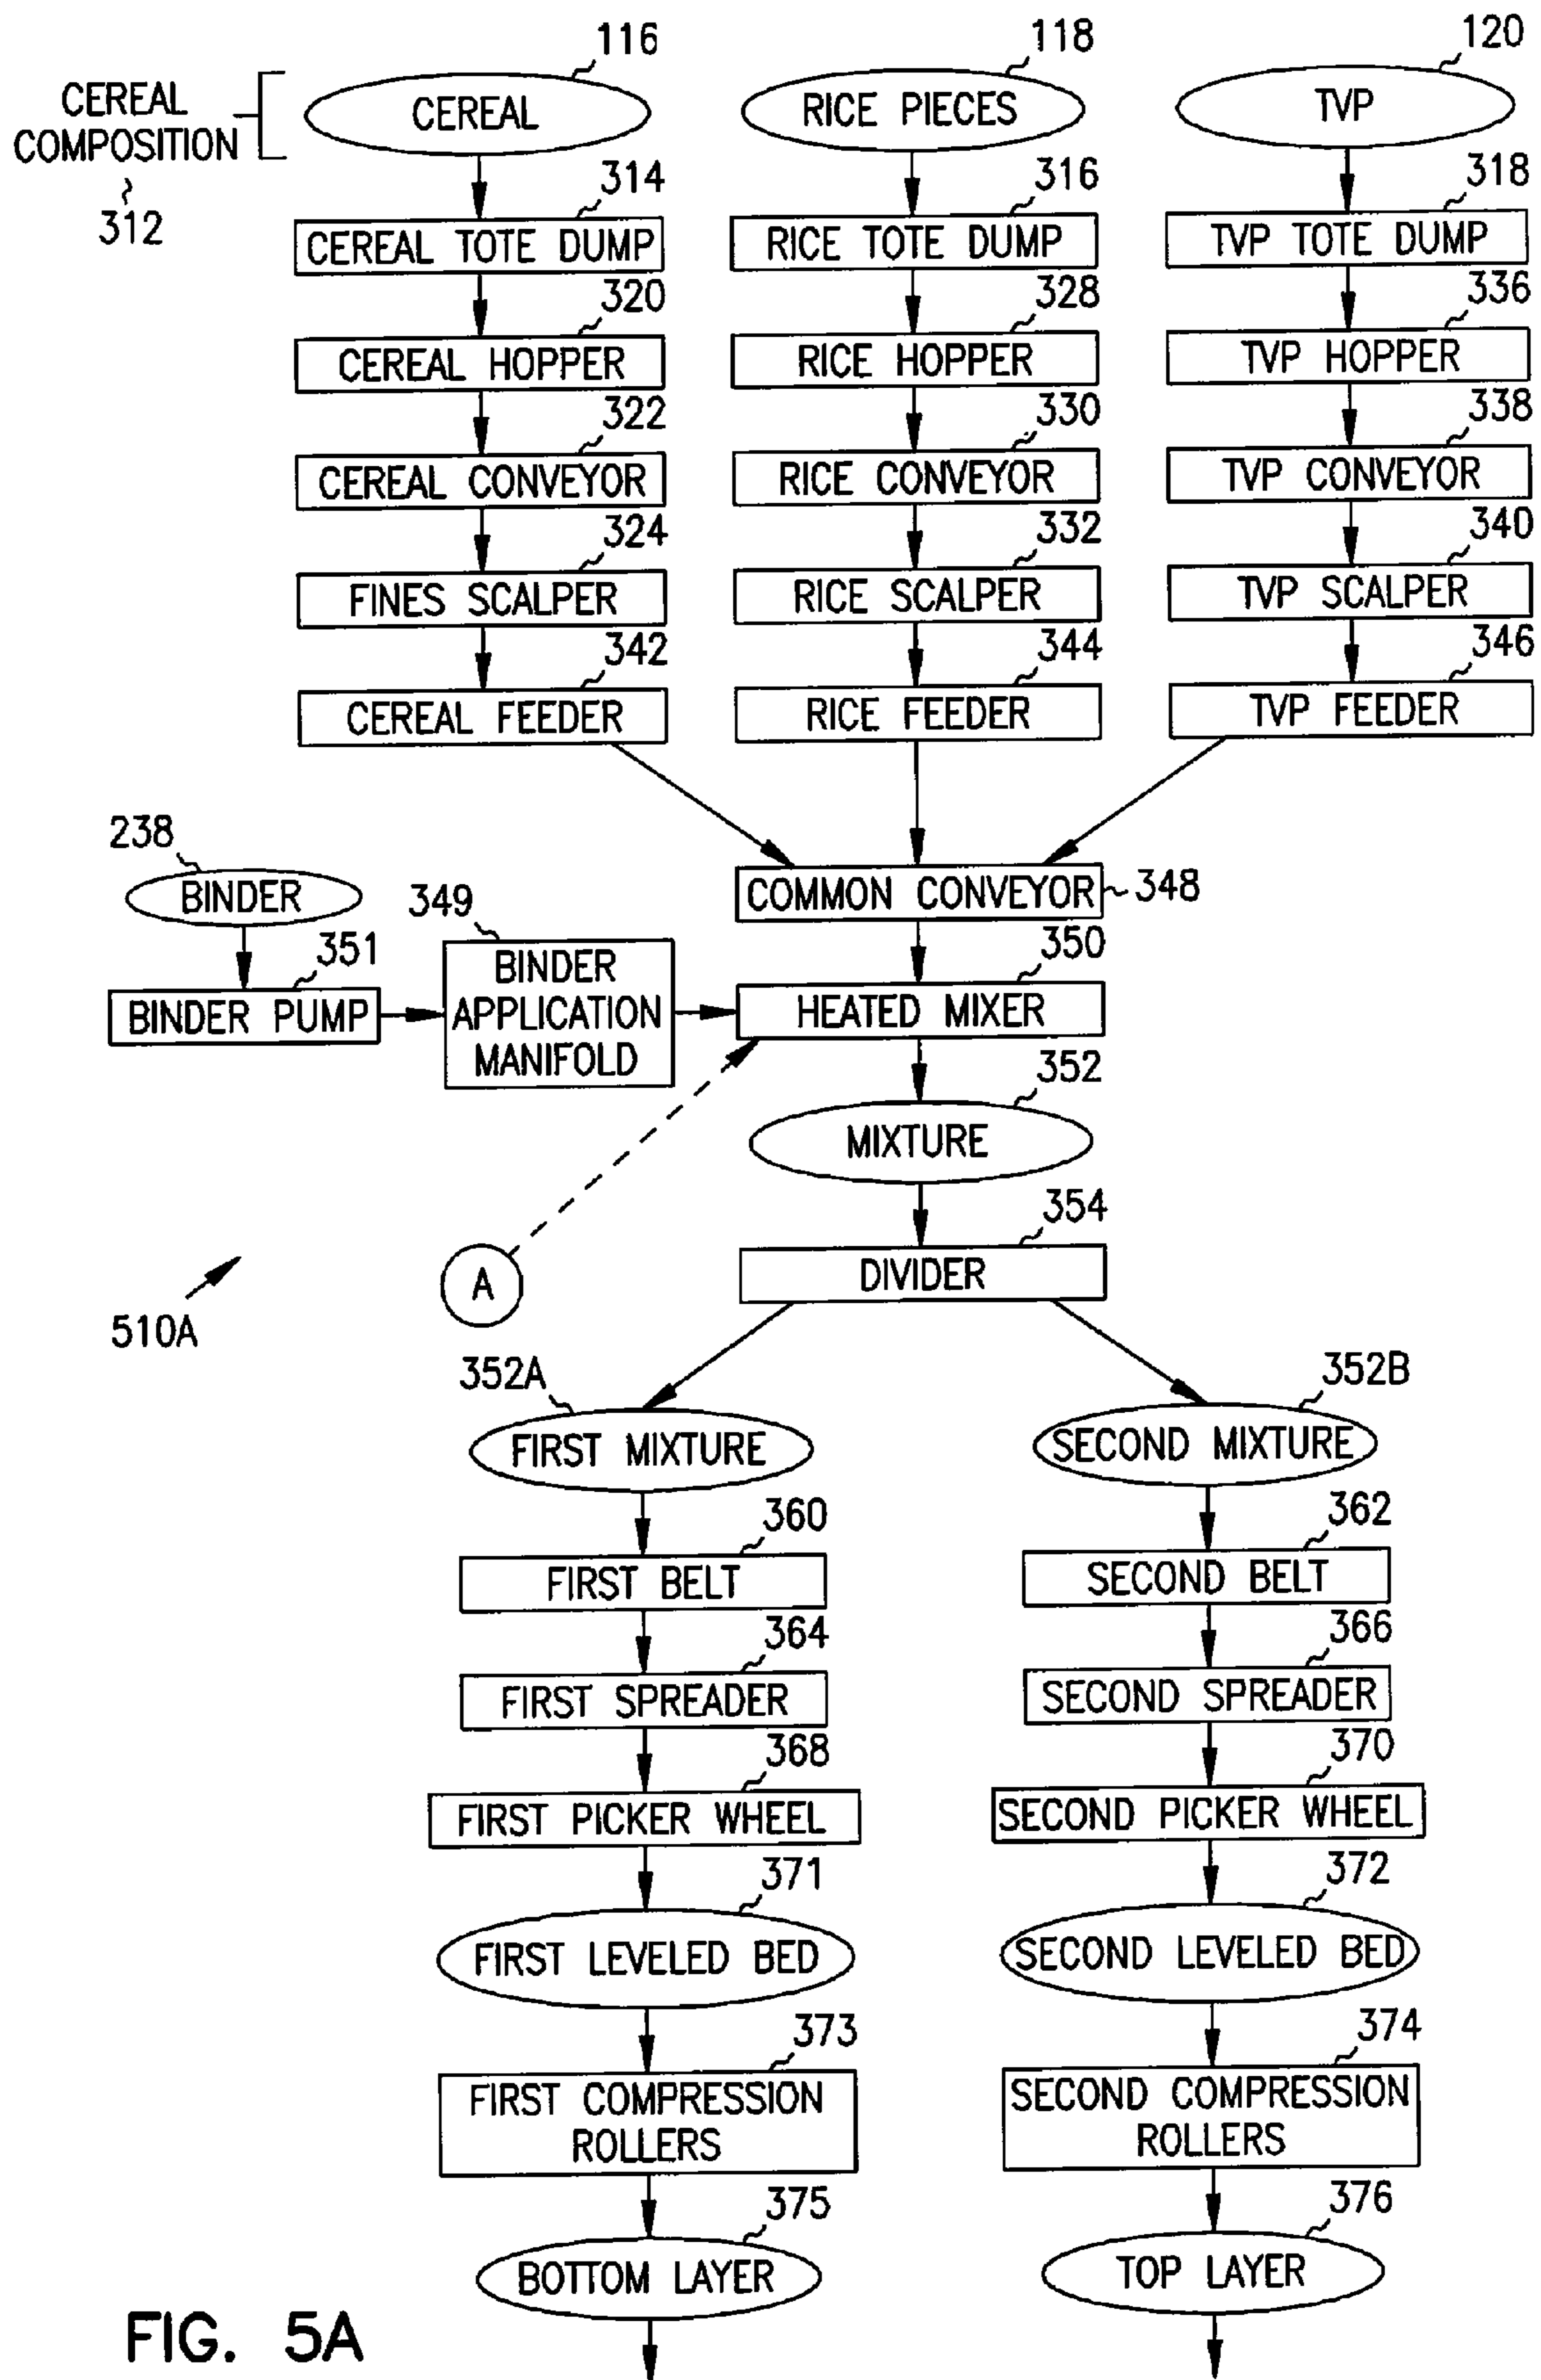 116
118
120
CEREAL
COMPOSITION
312
CEREAL
RICE PIECES
TVP
314
316
318
CEREAL TOTE DUMP
RICE TOTE DUMP
TVP TOTE DUMP
320
328
336
CEREAL HOPPER
RICE HOPPER
TVP HOPPER
322
330
338
CEREAL CONVEYOR
RICE CONVEYOR
TVP CONVEYOR
324
332
340
FINES SCALPER
RICE SCALPER
TVP SCALPER
342
344
346
CEREAL FEEDER
RICE FEEDER
TVP FEEDER
238
BINDER
349
COMMON CONVEYOR
348
351
350
BINDER PUMP
BINDER
APPLICATION
MANIFOLD
HEATED MIXER
352
MIXTURE
354
A
DIVIDER
510A
352A
352B
FIRST MIXTURE
SECOND MIXTURE
360
362
FIRST BELT
SECOND BELT
364
366
FIRST SPREADER
SECOND SPREADER
368
370
FIRST PICKER WHEEL
SECOND PICKER WHEEL
371
372
FIRST LEVELED BED
SECOND LEVELED BED
373
374
FIRST COMPRESSION
ROLLERS
SECOND COMPRESSION
ROLLERS
375
376
BOTTOM LAYER
TOP LAYER
FIG. 5A